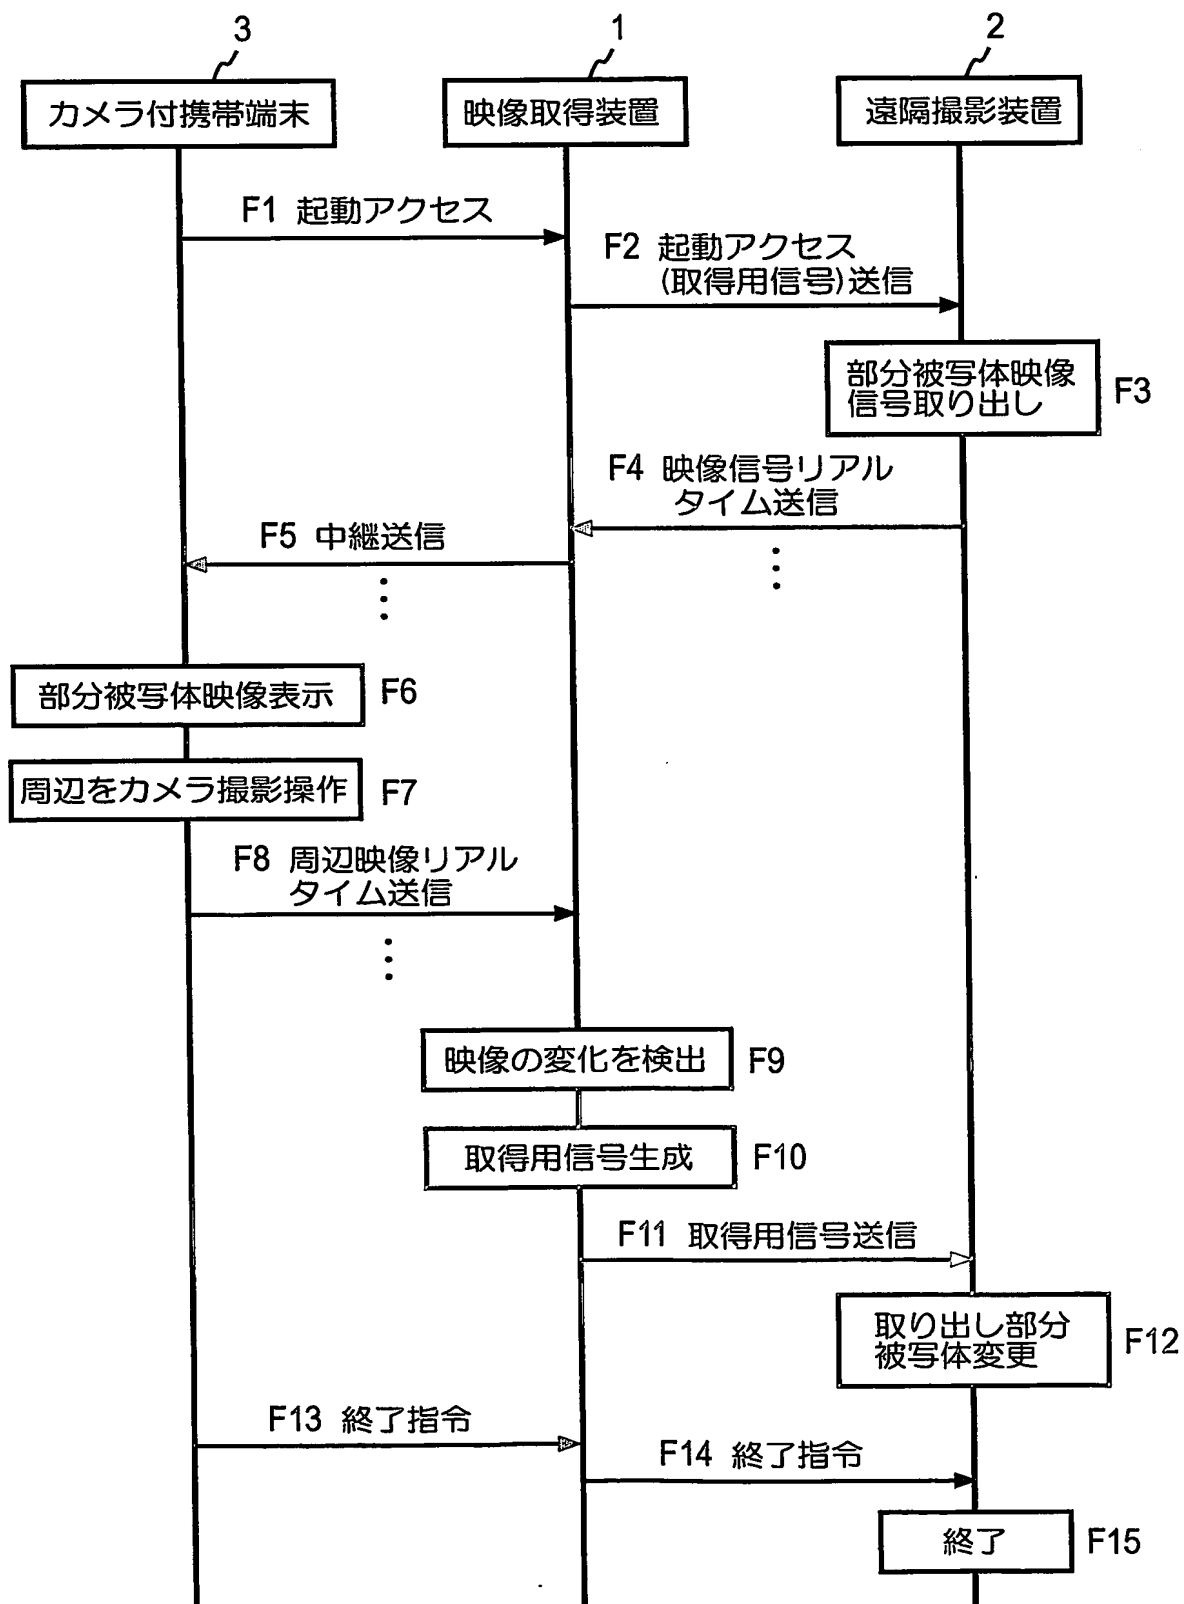 3
1
2
カメラ付携帯端末
映像取得装置
遠隔撮影装置
F1 起動アクセス
F2 起動アクセス
(取得用信号)送信
部分被写体映像
信号取り出し
F3
F4 映像信号リアル
タイム送信
F5 中継送信
部分被写体映像表示
F6
周辺をカメラ撮影操作
F7
F8 周辺映像リアル
タイム送信
映像の変化を検出
F9
取得用信号生成
F10
F11 取得用信号送信
取り出し部分
被写体変更
F12
F13 終了指令
F14 終了指令
終了
F15